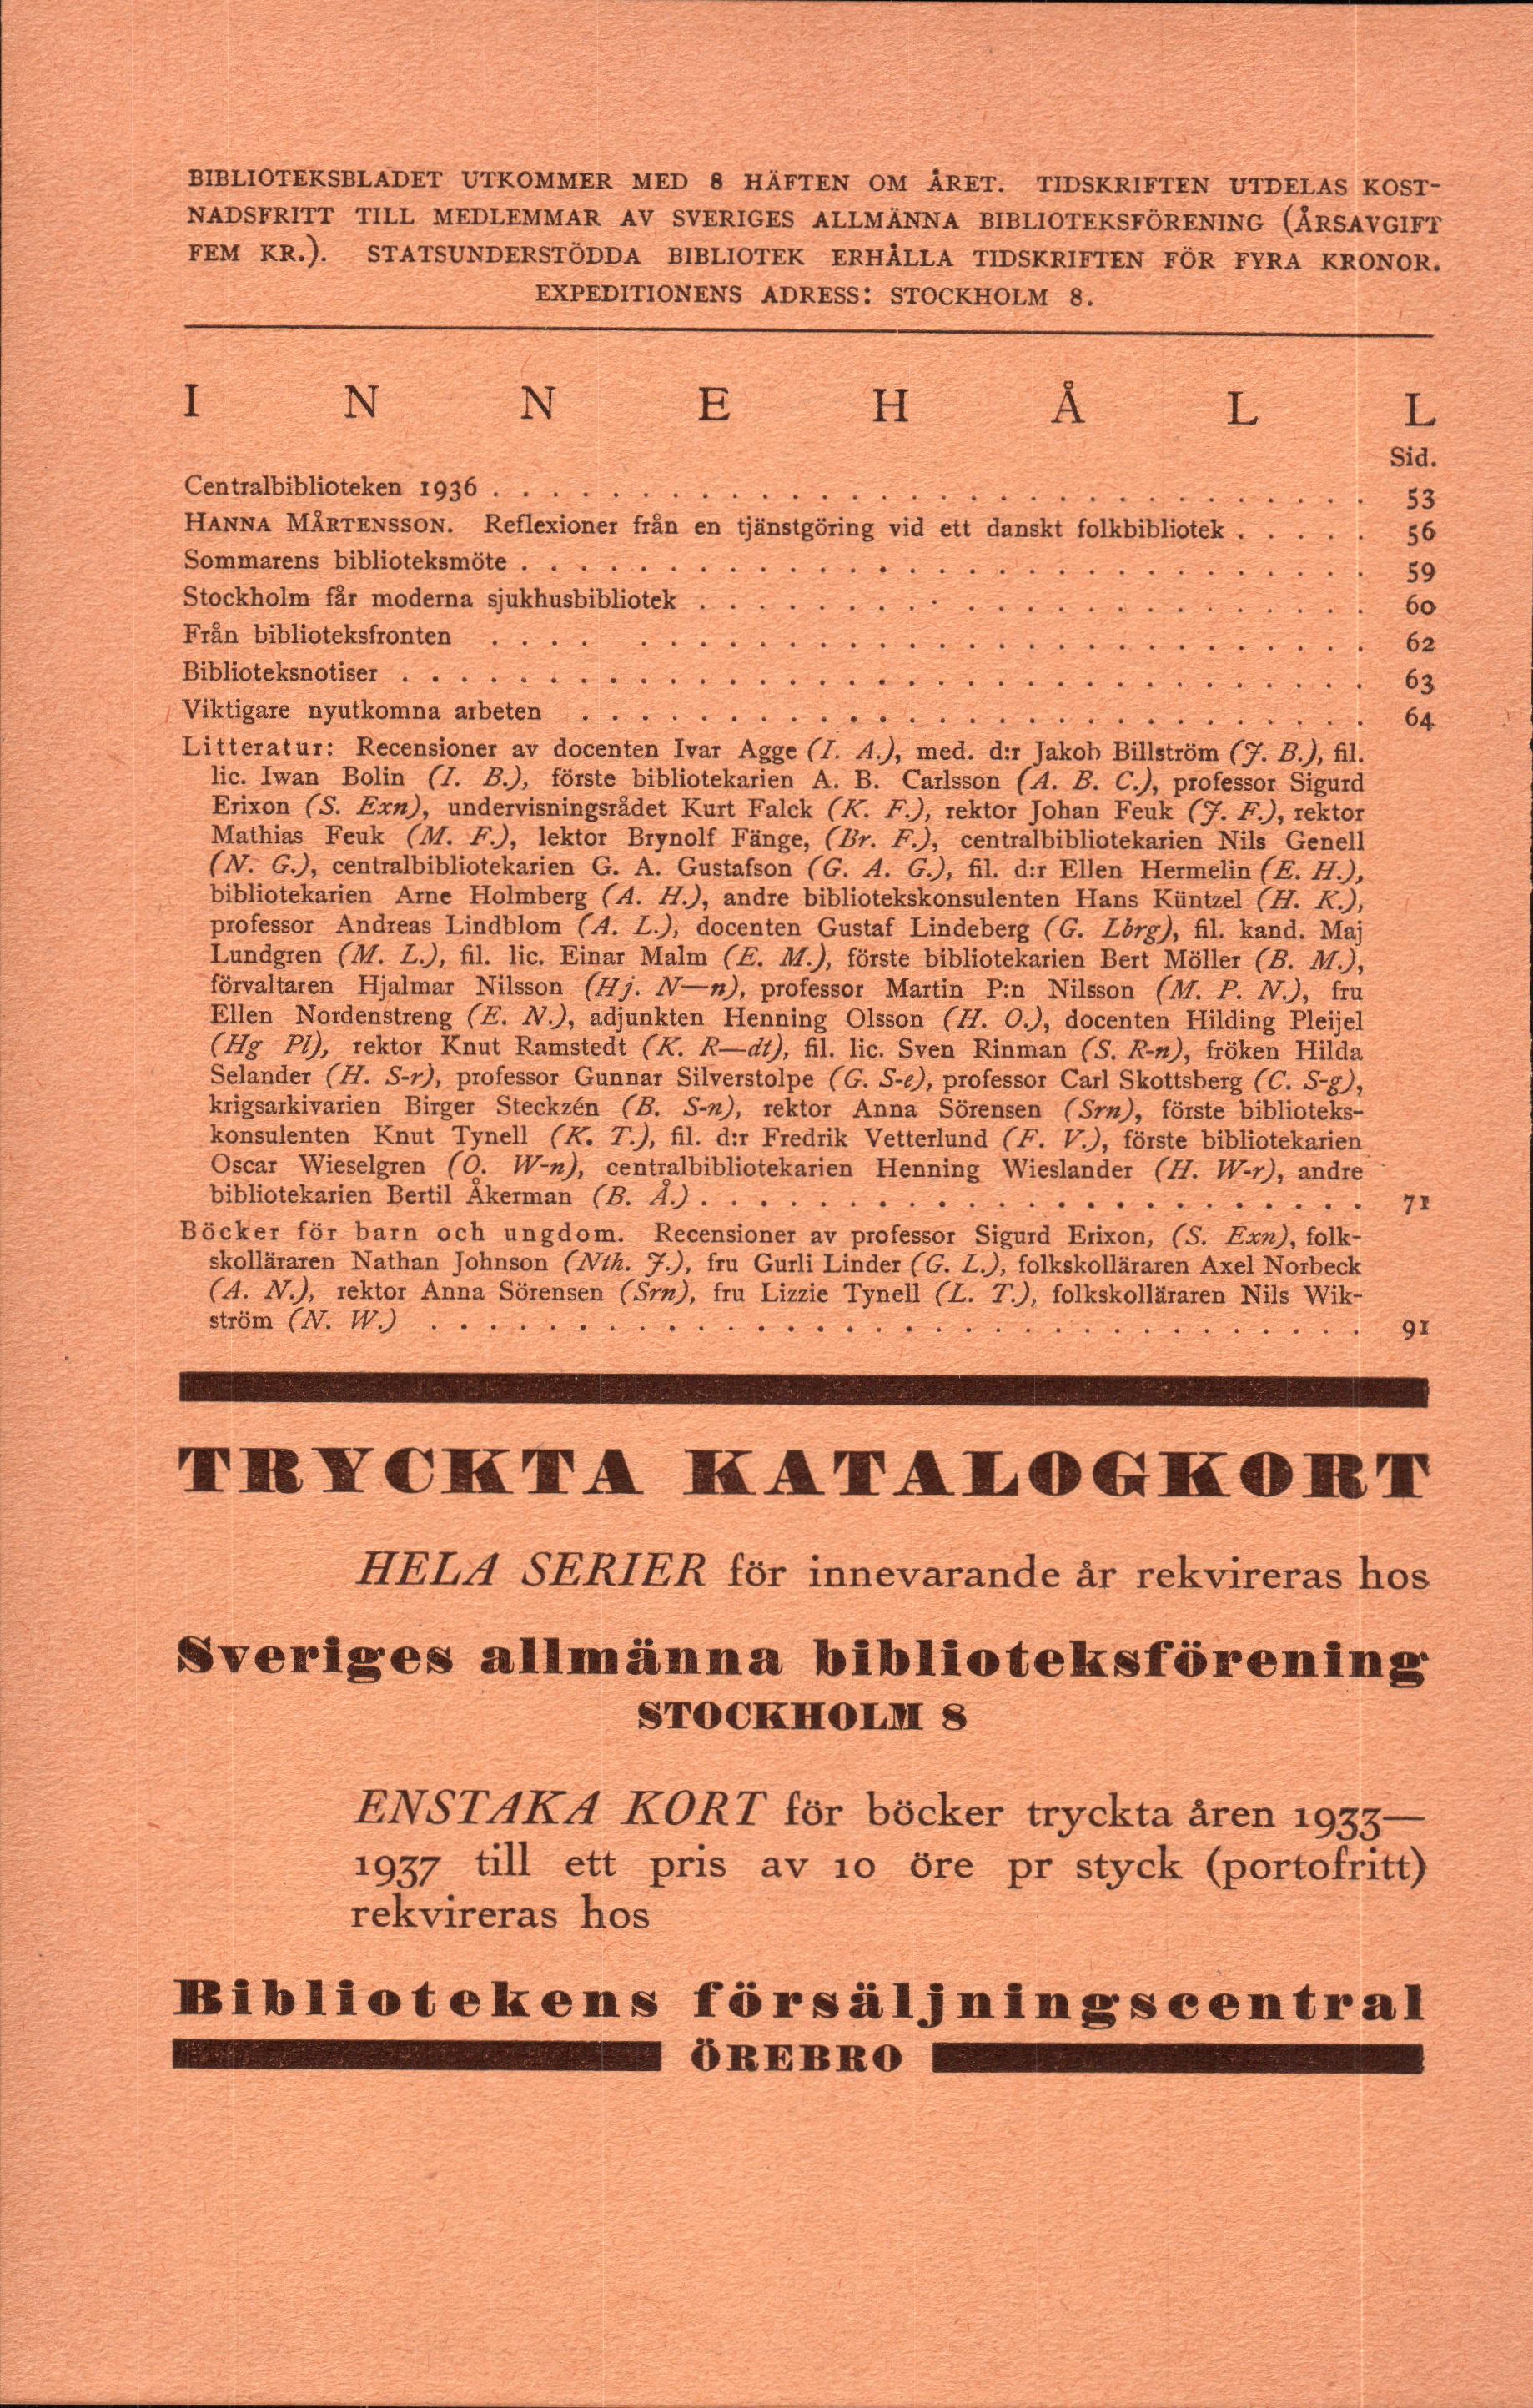 BIBLIOTEKSBLADET UTKOMMER MED 8 HÄFTEN OM ÅRET. TIDSKRIFTEN UTDELAS KOST-
NADSFRITT TILL MEDLEMMAR AV SVERIGES ALLMÄNNA BIBLIOTEKSFÖRENING (ÅRSAVGIFT
FEM KR.). STATSUNDERSTÖDDA BIBLIOTEK ERHÅLLA TIDSKRIFTEN FÖR FYRA KRONOR.
EXPEDITIONENS ADRESS: STOCKHOLM 8.
I N N E H Å L L
Sid.
Centralbiblioteken 1936 . . . . . . . . . . . . . . . . . . . . . . . . . . . . . . 53
HANNA MÅRTENSSON. Reflexioner från en tjänstgöring vid ett danskt folkbibliotek . . . . . 56
Sommarens biblioteksmöte . . . . . . . . . . . . . . . . . . . . . . . . . . . . . 59
Stockholm får moderna sjukhusbibliotek . . . . . . . . . . . . . . . . . . . . . . . 60
Från biblioteksfronten . . . . . . . . . . . . . . . . . . . . . . . . . . . . . 62
Biblioteksnotiser . . . . . . . . . . . . . . . . . . . . . . . . . . . . . . . . . 63
Viktigare nyutkomna arbeten . . . . . . . . . . . . . . . . . . . . . . . . . . . 64
Litteratur: Recensioner av docenten Ivar Agge (I. A.), med. d:r Jakob Billström (J. B.), fil.
lic. Iwan Bolin (I. B.), förste bibliotekarien A. B. Carlsson (A. B. C.), professor Sigurd
Erixon (S. Exn), undervisningsrådet Kurt Falck (K. F.), rektor Johan Feuk (J. F.), rektor
Mathias Feuk (M. F.), lektor Brynolf Fänge, (Br. F.), centralbibliotekarien Nils Genell
(N. G.), centralbibliotekarien G. A. Gustafson (G. A. G.), fil. d:r Ellen Hermelin (E. H.),
bibliotekarien Arne Holmberg (A. H.), andre bibliotekskonsulenten Hans Küntzel (H. K.),
professor Andreas Lindblom (A. L.), docenten Gustaf Lindeberg (G. Lbrg), fil. kand. Maj
Lundgren (M. L.), fil. lic. Einar Malm (E. M.), förste bibliotekarien Bert Möller (B. M.),
förvaltaren Hjalmar Nilsson (Hj. N—n), professor Martin P:n Nilsson (M. P. N.), fru
Ellen Nordenstreng (E. N.), adjunkten Henning Olsson (H. O.), docenten Hilding Pleijel
(Hg Pl), rektor Knut Ramstedt (K. R—dt), fil. lic. Sven Rinman (S. R-n), fröken Hilda
Selander (H. S-r), professor Gunnar Silverstolpe (G. S-e), professor Carl Skottsberg (C. S-g),
krigsarkivarien Birger Steckzén (B. S-n), rektor Anna Sörensen (Srn), förste biblioteks-
konsulenten Knut Tynell (K. T.), fil. d:r Fredrik Vetterlund (F. V.), förste bibliotekarien
Oscar Wieselgren (O. W-n), centralbibliotekarien Henning Wieslander (H. W-r), andre
bibliotekarien Bertil Åkerman (B. Å.) . . . . . . . . . . . . . . . . . . . . . . . 71
Böcker för barn och ungdom. Recensioner av professor Sigurd Erixon, (S. Exn), folk-
skolläraren Nathan Johnson (Nth. J.), fru Gurli Linder (G. L.), folkskolläraren Axel Norbeck
(A. N.), rektor Anna Sörensen (Srn), fru Lizzie Tynell (L. T.), folkskolläraren Nils Wik-
ström (N. W.) . . . . . . . . . . . . . . . . . . . . . . . . . . . . . . . . 91
TRYCKTA KATALOGKORT
HELA SERIER för innevarande år rekvireras hos
Sveriges allmänna biblioteksförening
STOCKHOLM 8
ENSTAKA KORT för böcker tryckta åren 1933—
1937 till ett pris av 10 öre pr styck (portofritt)
rekvireras hos
Bibliotekens försäljningscentral
ÖREBRO